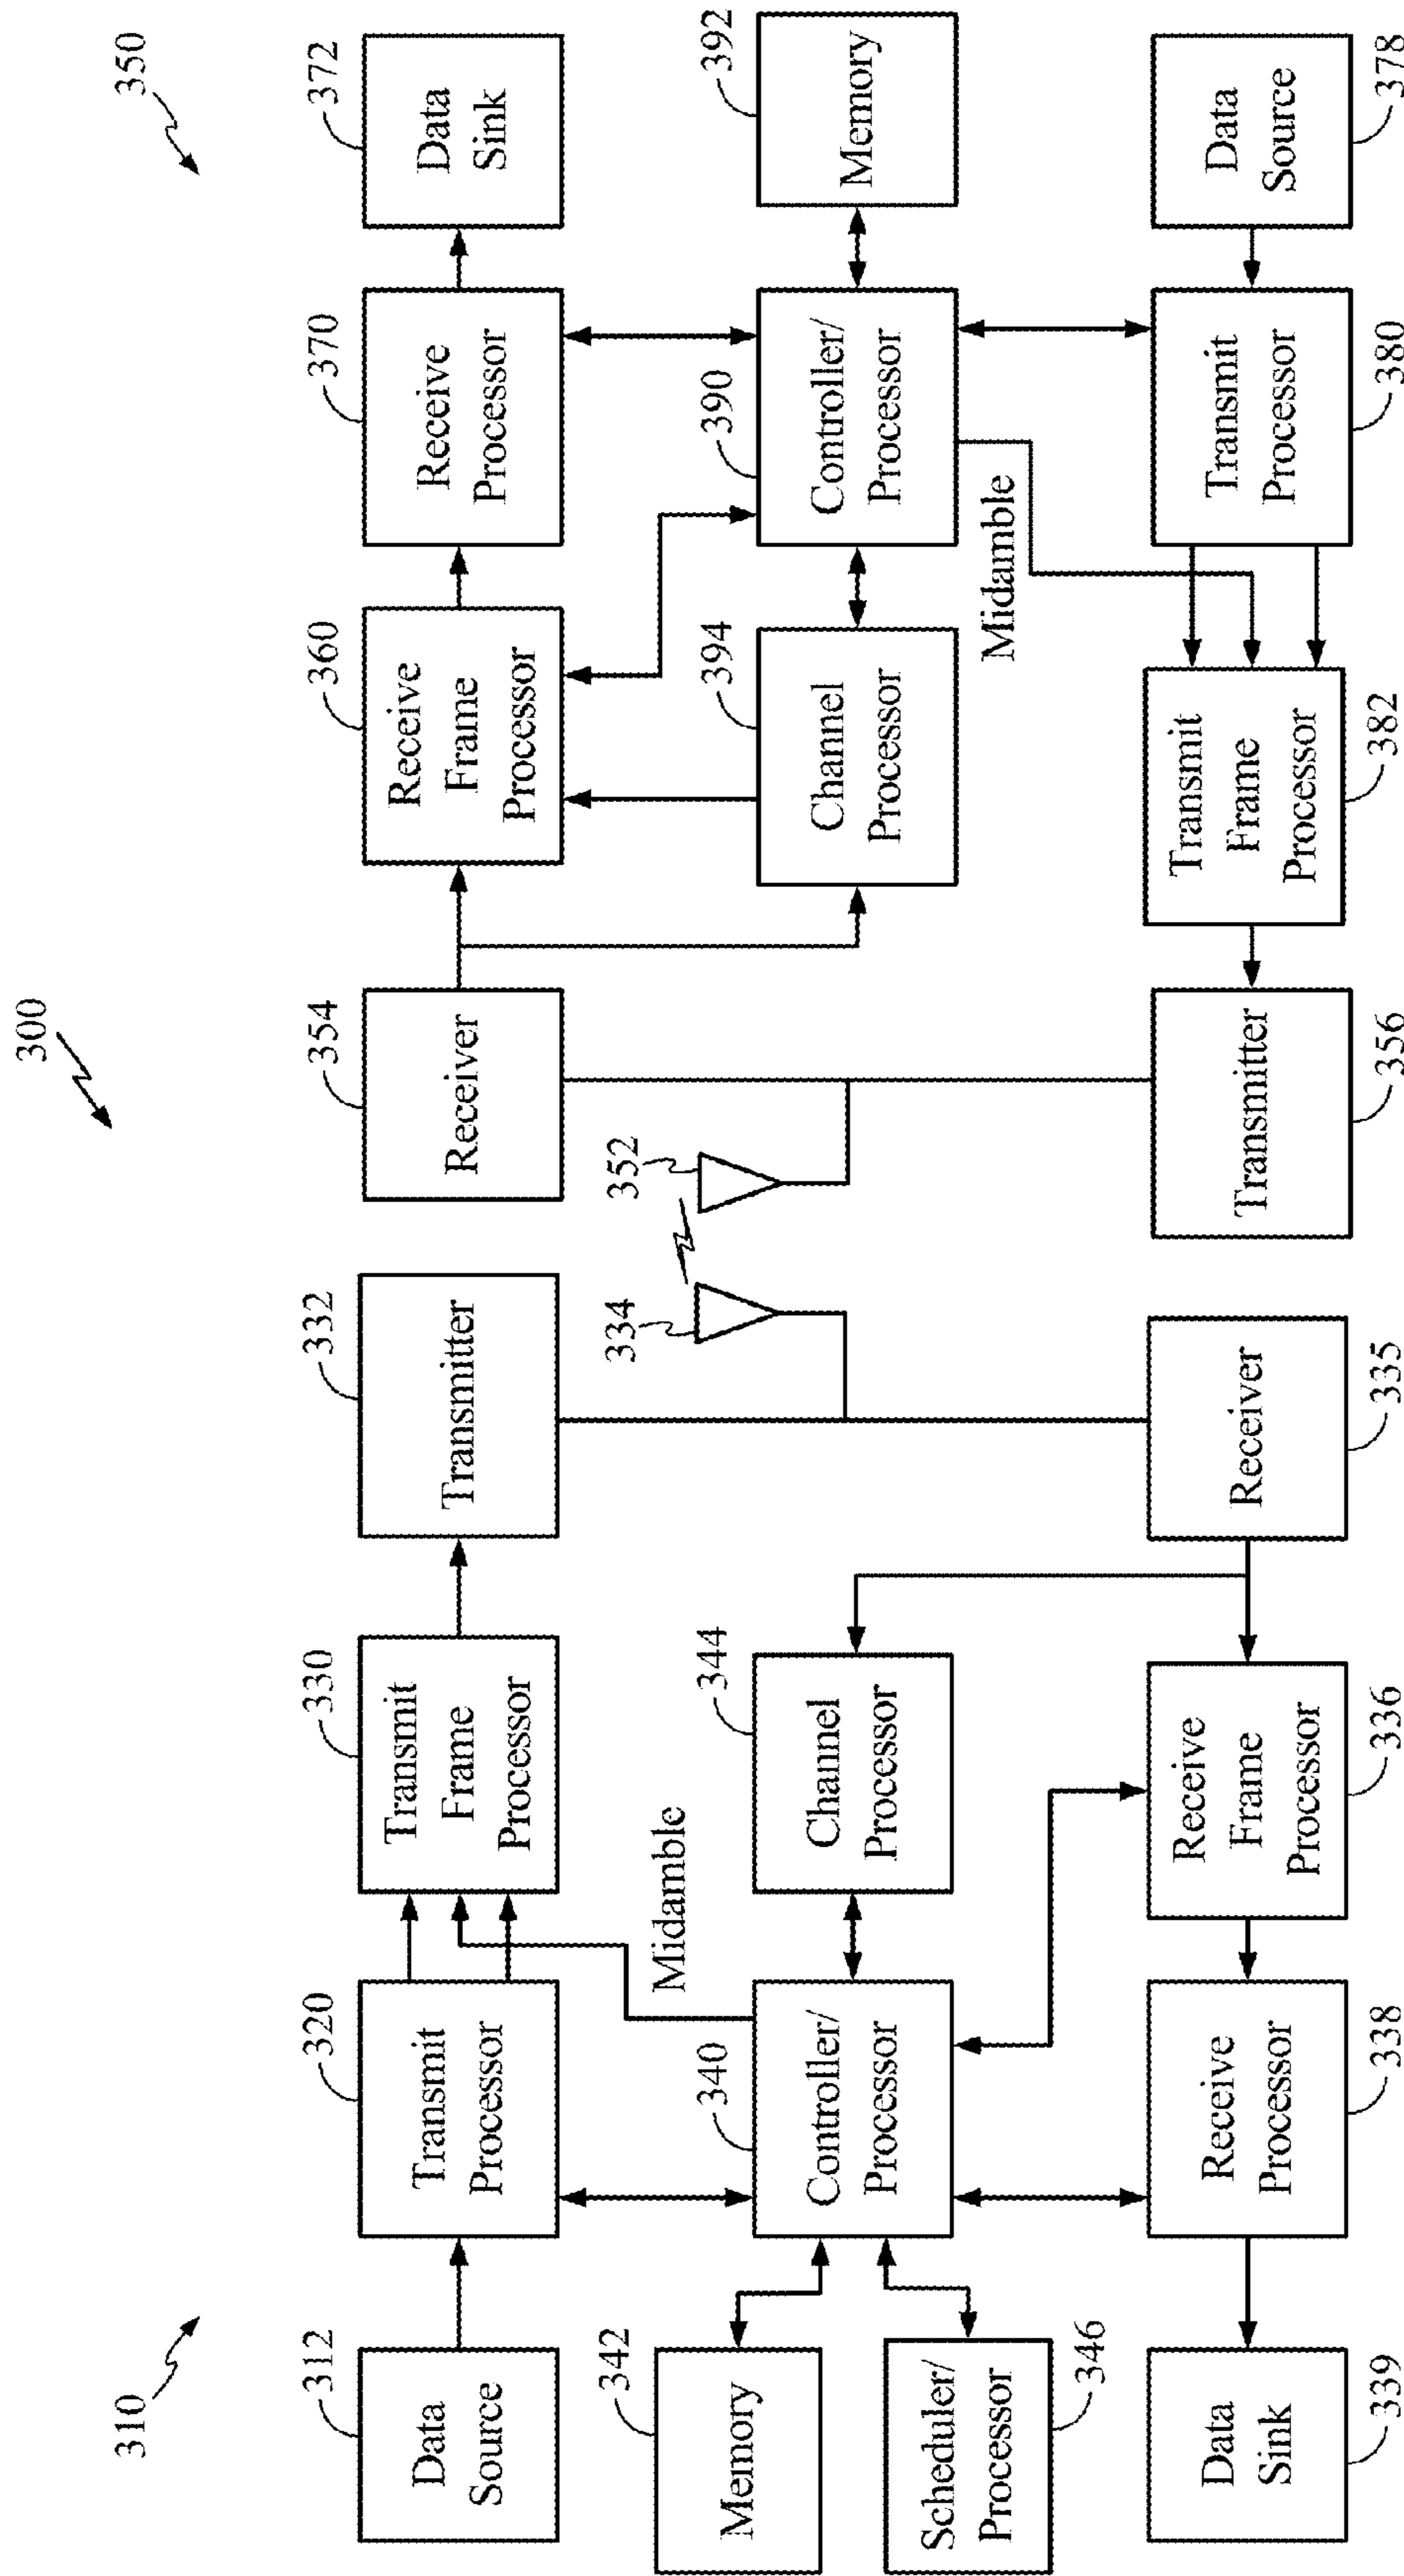 300
310
350
312
Data
Source
320
Transmit
Processor
330
Transmit
Frame
Processor
332
Transmitter
354
Receiver
360
Receive
Frame
Processor
370
Receive
Processor
372
Data
Sink
342
Memory
340
Controller/
Processor
Midamble
344
Channel
Processor
334
352
394
Channel
Processor
390
Controller/
Processor
392
Memory
Scheduler/
Processor
346
Midamble
Data
Sink
339
Receive
Processor
338
Receive
Frame
Processor
336
Receiver
335
Transmitter
356
Transmit
Frame
Processor
382
Transmit
Processor
380
Data
Source
378